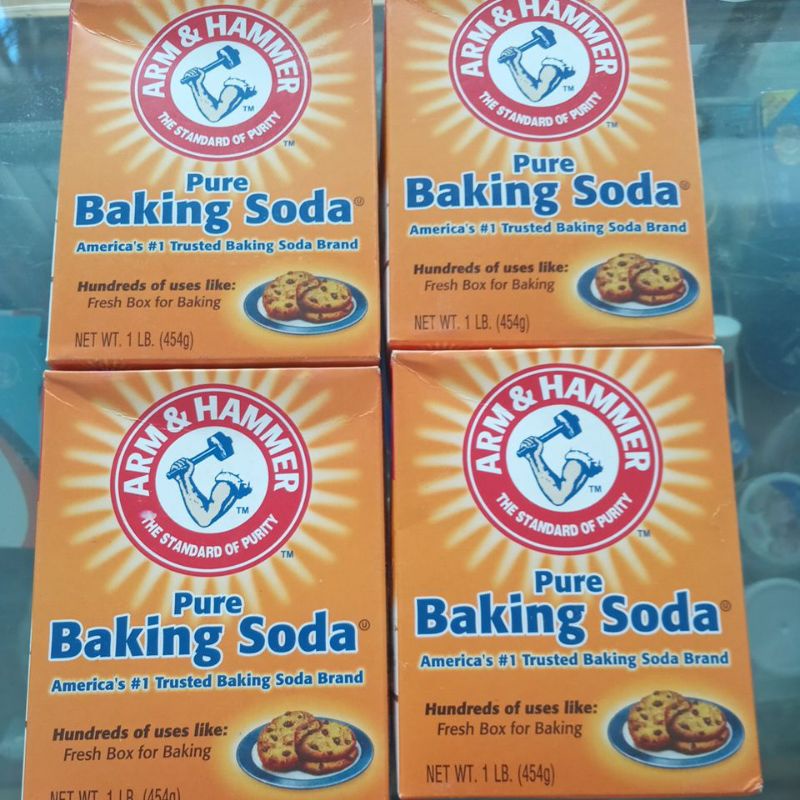 ARM & HAMMER
TM
THE STANDARD OF PURITY
TM
Pure
Baking Soda
America's #1 Trusted Baking Soda Brand
Hundreds of uses like:
Fresh Box for Baking
NET WT. 1 LB. (454g)
ARM & HAMMER
TM
THE STANDARD OF PURITY
TM
Pure
Baking Soda
America's #1 Trusted Baking Soda Brand
Hundreds of uses like:
Fresh Box for Baking
NET WT. 1 LB. (454g)
ARM & HAMMER
TM
THE STANDARD OF PURITY
TM
Pure
Baking Soda
America's #1 Trusted Baking Soda Brand
Hundreds of uses like:
Fresh Box for Baking
NET WT. 1 LB. (454g)
ARM & HAMMER
TM
THE STANDARD OF PURITY
TM
Pure
Baking Soda
America's #1 Trusted Baking Soda Brand
Hundreds of uses like:
Fresh Box for Baking
NET WT. 1 LB. (454g)